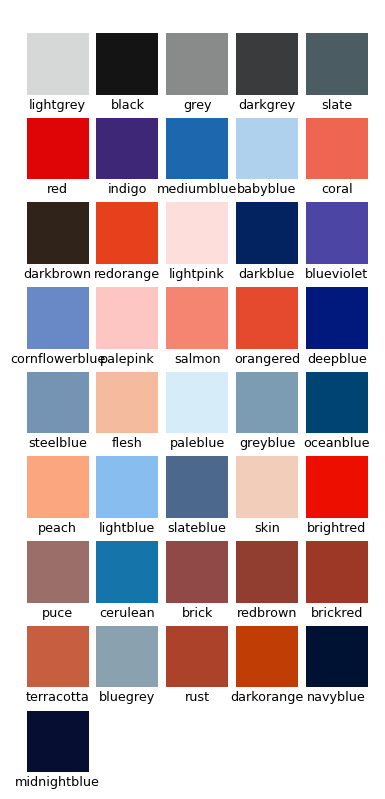 lightgrey black grey darkgrey slate
red indigo mediumblue babyblue coral
darkbrown redorange lightpink darkblue blueviolet
cornflowerblue palepink salmon orangered deepblue
steelblue flesh paleblue greyblue oceanblue
peach lightblue slateblue skin brightred
puce cerulean brick redbrown brickred
terracotta bluegrey rust darkorange navyblue
midnightblue